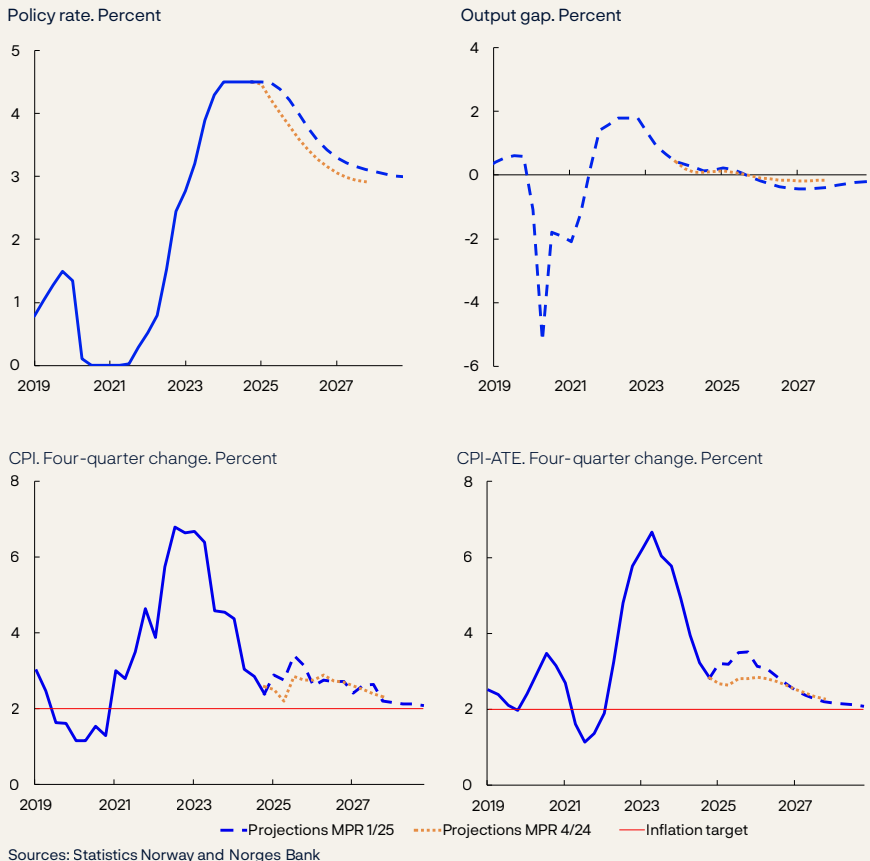 Policy rate. Percent
5
4
3
2
1
0
2019 2021 2023 2025 2027
Output gap. Percent
4
2
0
-2
-4
-6
2019 2021 2023 2025 2027
CPI. Four-quarter change. Percent
8
6
4
2
0
2019 2021 2023 2025 2027
CPI-ATE. Four-quarter change. Percent
8
6
4
2
0
2019 2021 2023 2025 2027
Projections MPR 1/25 Projections MPR 4/24 Inflation target
Sources: Statistics Norway and Norges Bank